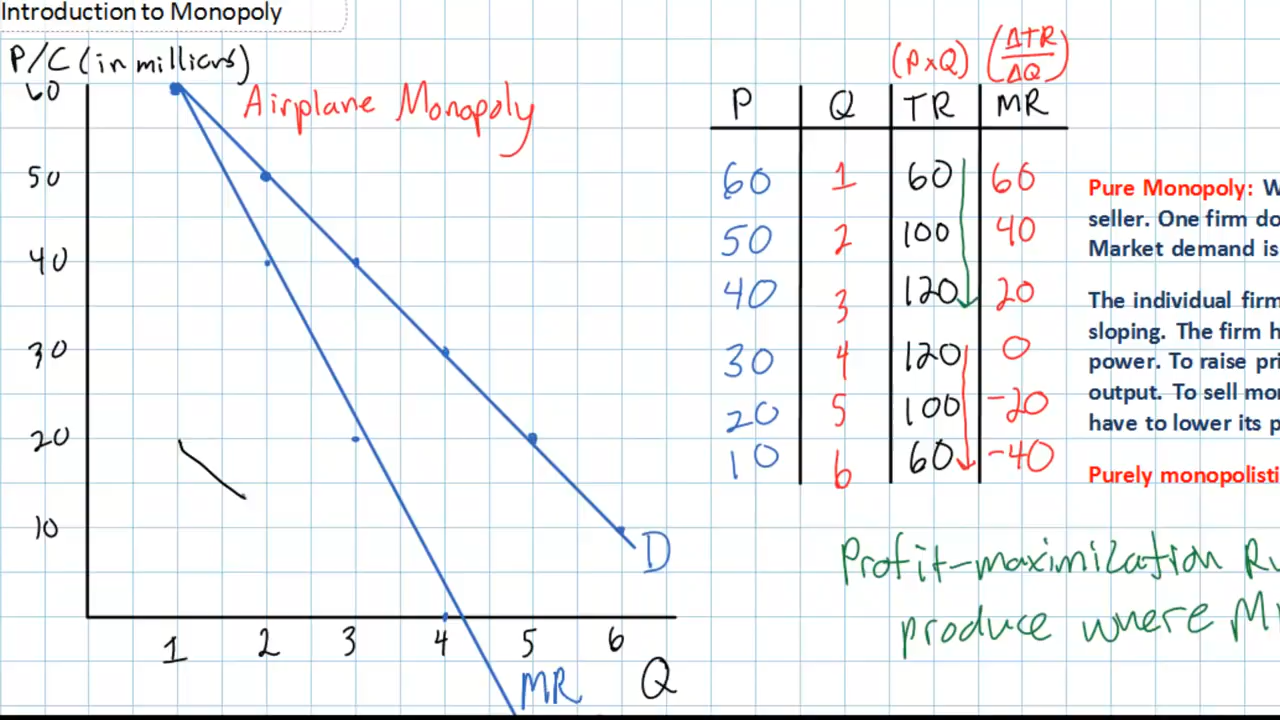 Introduction to Monopoly
P/C (in millions)
Airplane Monopoly
60
50
40
30
20
10
1 2 3 4 5 6
Q
D
MR
(P×Q) (ΔTR/ΔQ)
P Q TR MR
60 1 60 60
50 2 100 40
40 3 120 20
30 4 120 0
20 5 100 -20
10 6 60 -40
Pure Monopoly: W
seller. One firm do
Market demand is
The individual firm
sloping. The firm h
power. To raise pri
output. To sell mor
have to lower its p
Purely monopolisti
Profit-maximization Ru
produce where M